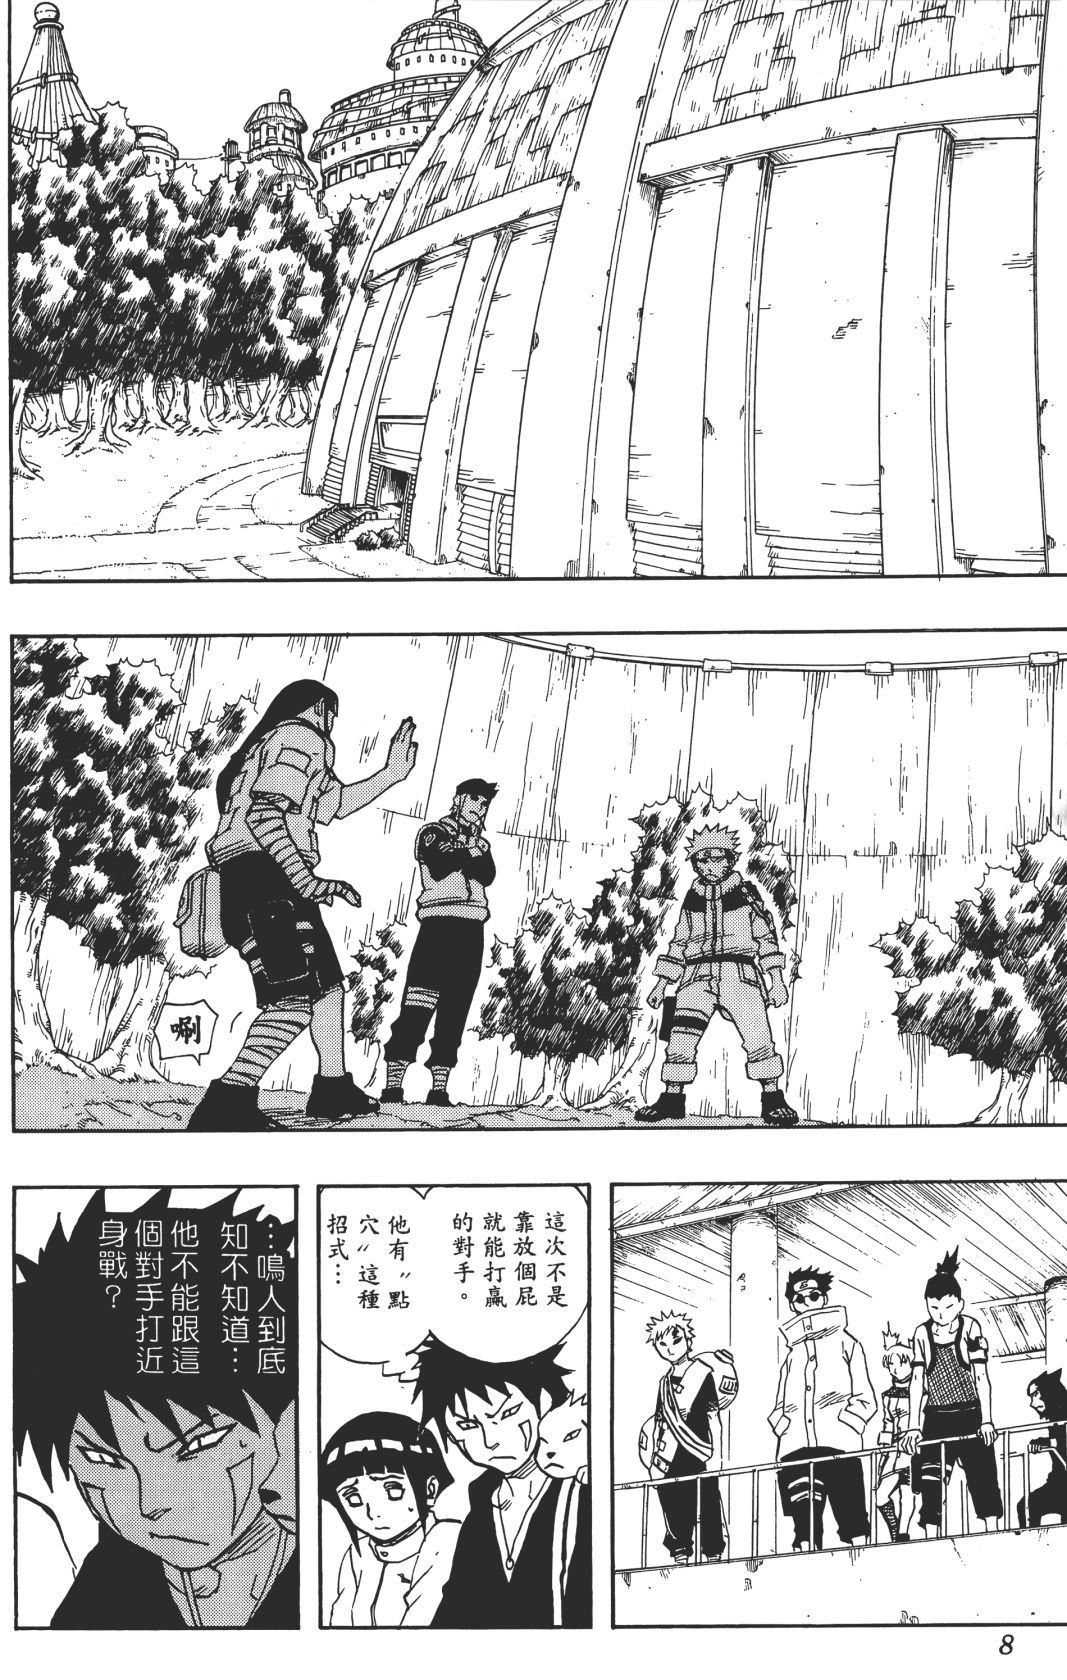 唰
這次不是
靠放個屁
就能打贏
的對手。
他有〝點
穴〞這種
招式…
…鳴人到底
知不知道…
他不能跟這
個對手打近
身戰？
8